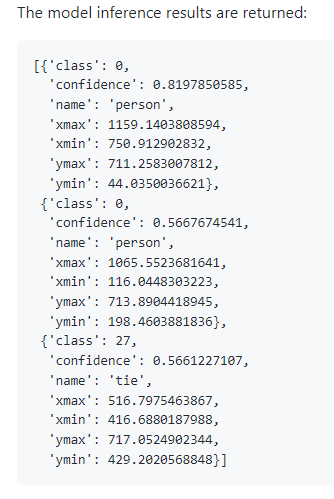 The model inference results are returned:
[{'class': 0,
'confidence': 0.8197850585,
'name': 'person',
'xmax': 1159.1403808594,
'xmin': 750.912902832,
'ymax': 711.2583007812,
'ymin': 44.0350036621},
{'class': 0,
'confidence': 0.5667674541,
'name': 'person',
'xmax': 1065.5523681641,
'xmin': 116.0448303223,
'ymax': 713.8904418945,
'ymin': 198.4603881836},
{'class': 27,
'confidence': 0.5661227107,
'name': 'tie',
'xmax': 516.7975463867,
'xmin': 416.6880187988,
'ymax': 717.0524902344,
'ymin': 429.2020568848}]